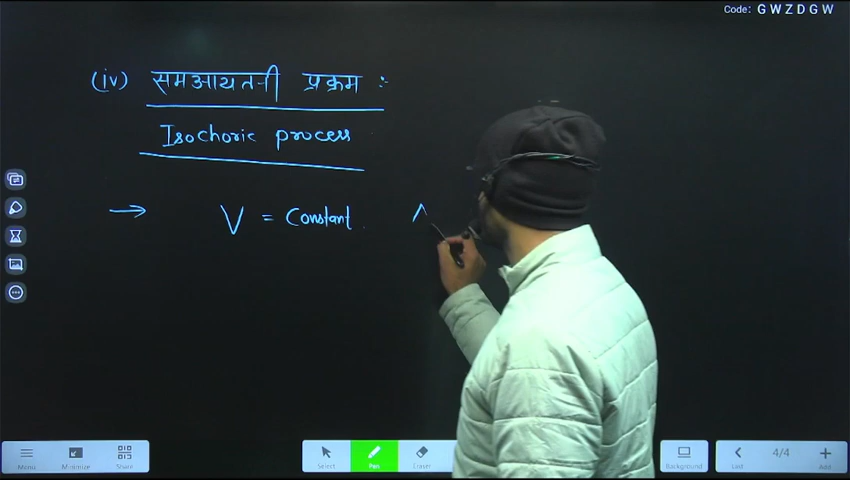 Code: GWZDGW
(iv) समआयतनी प्रक्रम :-
Isochoric process
→ V = Constant.
Menu
Minimize
Share
Select
Pen
Eraser
Background
List
4/4
Add